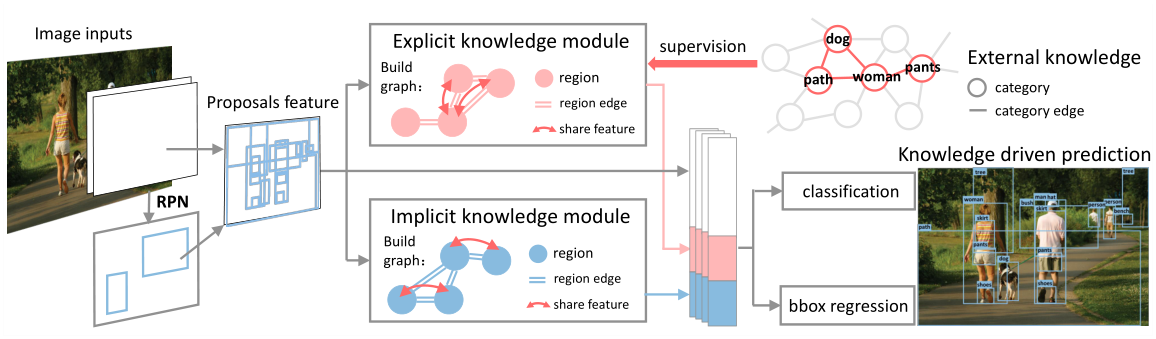 Image inputs
RPN
Proposals feature
Explicit knowledge module
Build
graph:
region
region edge
share feature
supervision
Implicit knowledge module
Build
graph:
region
region edge
share feature
dog
path
woman
pants
External knowledge
category
category edge
classification
bbox regression
Knowledge driven prediction
tree
tree
woman
man hat
bush
person
person
bench
skirt
path
pants
pants
dog
shoes
shoes